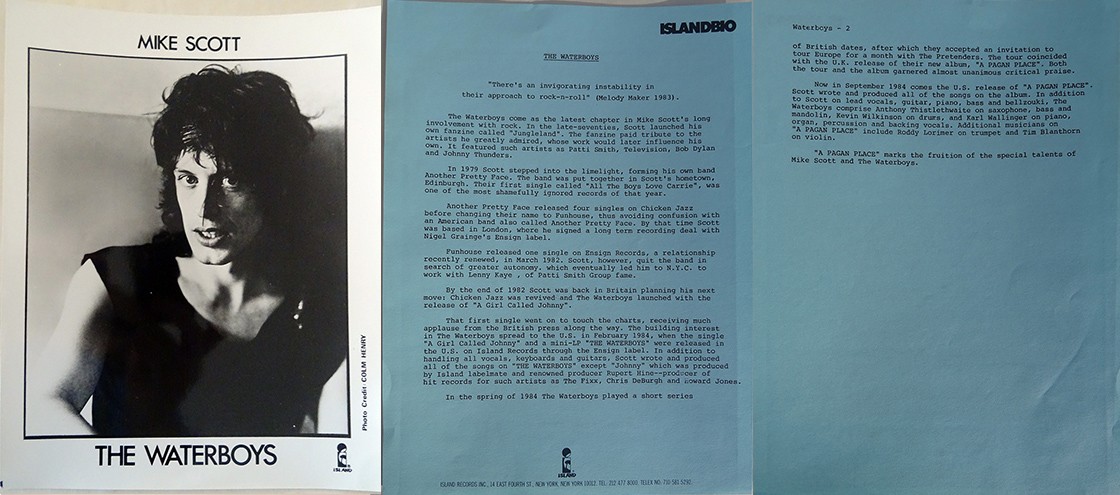 MIKE SCOTT
Photo Credit: COLM HENRY
THE WATERBOYS
ISLAND
ISLANDBIO
THE WATERBOYS
"There's an invigorating instability in
their approach to rock-n-roll" (Melody Maker 1983).
The Waterboys come as the latest chapter in Mike Scott's long
involvement with rock. In the late-seventies, Scott launched his
own fanzine called "Jungleland". The fanzine paid tribute to the
artists he greatly admired, whose work would later influence his
own. It featured such artists as Patti Smith, Television, Bob Dylan
and Johnny Thunders.
In 1979 Scott stepped into the limelight, forming his own band
Another Pretty Face. The band was put together in Scott's hometown,
Edinburgh. Their first single called "All The Boys Love Carrie", was
one of the most shamefully ignored records of that year.
Another Pretty Face released four singles on Chicken Jazz
before changing their name to Funhouse, thus avoiding confusion with
an American band also called Another Pretty Face. By that time Scott
was based in London, where he signed a long term recording deal with
Nigel Grainge's Ensign label.
Funhouse released one single on Ensign Records, a relationship
recently renewed, in March 1982. Scott, however, quit the band in
search of greater autonomy. which eventually led him to N.Y.C. to
work with Lenny Kaye , of Patti Smith Group fame.
By the end of 1982 Scott was back in Britain planning his next
move: Chicken Jazz was revived and The Waterboys launched with the
release of "A Girl Called Johnny".
That first single went on to touch the charts, receiving much
applause from the British press along the way. The building interest
in The Waterboys spread to the U.S. in February 1984, when the single
"A Girl Called Johnny" and a mini-LP "THE WATERBOYS" were released in
the U.S. on Island Records through the Ensign label. In addition to
handling all vocals, keyboards and guitars, Scott wrote and produced
all of the songs on "THE WATERBOYS" except "Johnny" which was produced
by Island labelmate and renowned producer Rupert Hine--producer of
hit records for such artists as The Fixx, Chris DeBurgh and Howard Jones.
In the spring of 1984 The Waterboys played a short series
ISLAND
ISLAND RECORDS INC., 14 EAST FOURTH ST., NEW YORK, NEW YORK 10012 TEL. 212 477 8000. TELEX NO. 710 581 5292.
Waterboys - 2
of British dates, after which they accepted an invitation to
tour Europe for a month with The Pretenders. The tour coincided
with the U.K. release of their new album, "A PAGAN PLACE". Both
the tour and the album garnered almost unanimous critical praise.
Now in September 1984 comes the U.S. release of "A PAGAN PLACE".
Scott wrote and produced all of the songs on the album. In addition
to Scott on lead vocals, guitar, piano, bass and bellzouki, The
Waterboys comprise Anthony Thistlethwaite on saxophone, bass and
mandolin, Kevin Wilkinson on drums, and Karl Wallinger on piano,
organ, percussion and backing vocals. Additional musicians on
"A PAGAN PLACE" include Roddy Lorimer on trumpet and Tim Blanthorn
on violin.
"A PAGAN PLACE" marks the fruition of the special talents of
Mike Scott and The Waterboys.